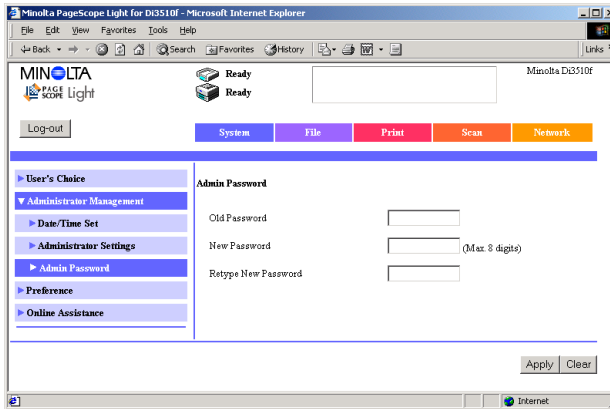 Minolta PageScope Light for Di3510f - Microsoft Internet Explorer
File Edit View Favorites Tools Help
Back Search Favorites History Links
MINOLTA Ready Minolta Di3510f
PAGE SCOPE Light Ready
Log-out System File Print Scan Network
User's Choice
Admin Password
Administrator Management
Date/Time Set Old Password
Administrator Settings New Password (Max. 8 digits)
Admin Password Retype New Password
Preference
Online Assistance
Apply Clear
Internet